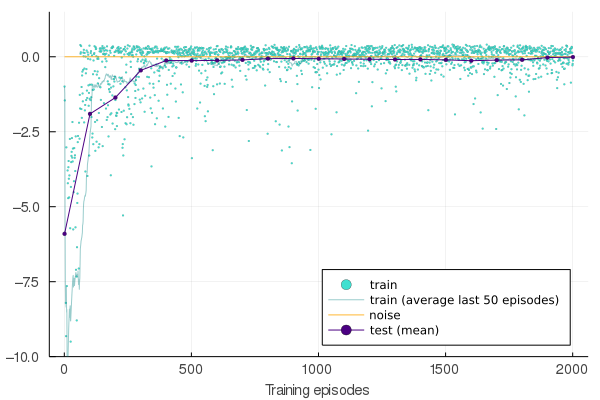 0.0
−2.5
−5.0
−7.5
−10.0
0
500
1000
1500
2000
Training episodes
train
train (average last 50 episodes)
noise
test (mean)